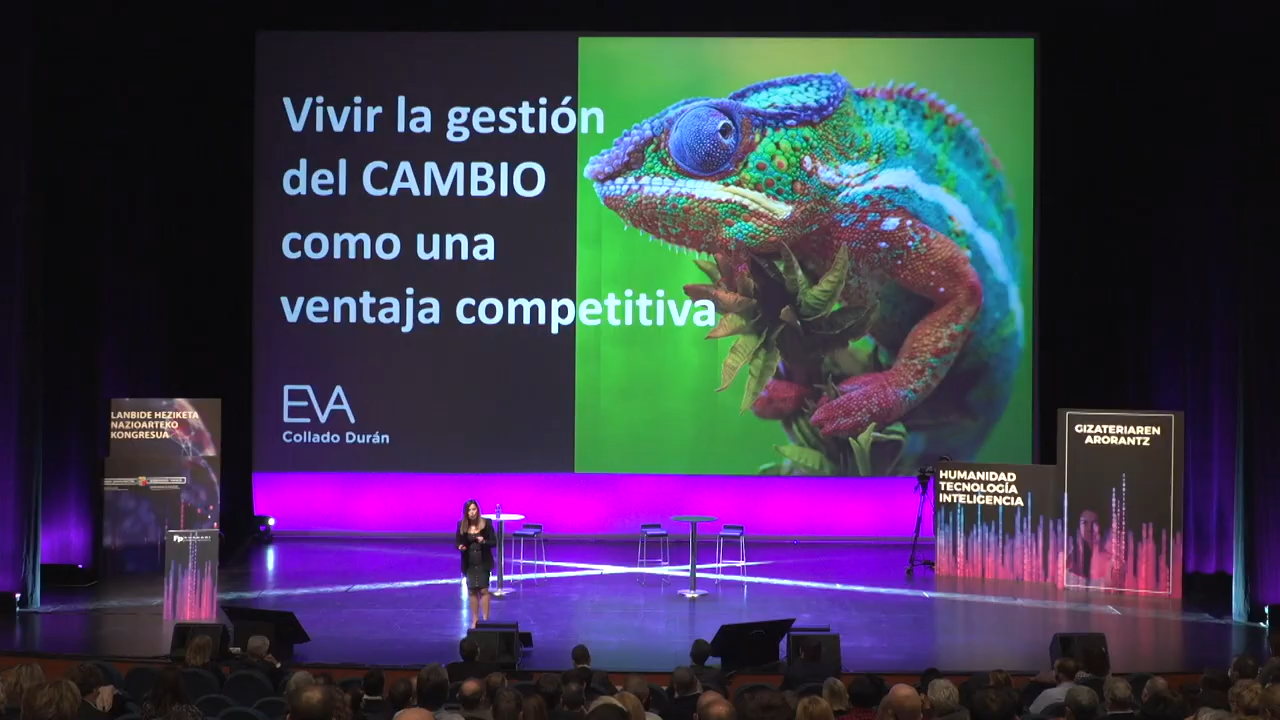 Vivir la gestión
del CAMBIO
como una
ventaja competitiva
EVA
Collado Durán
LANBIDE HEZIKETA
NAZIOARTEKO
KONGRESUA
Fp
HUMANIDAD
TECNOLOGÍA
INTELIGENCIA
GIZATERIAREN
ARORANTZ